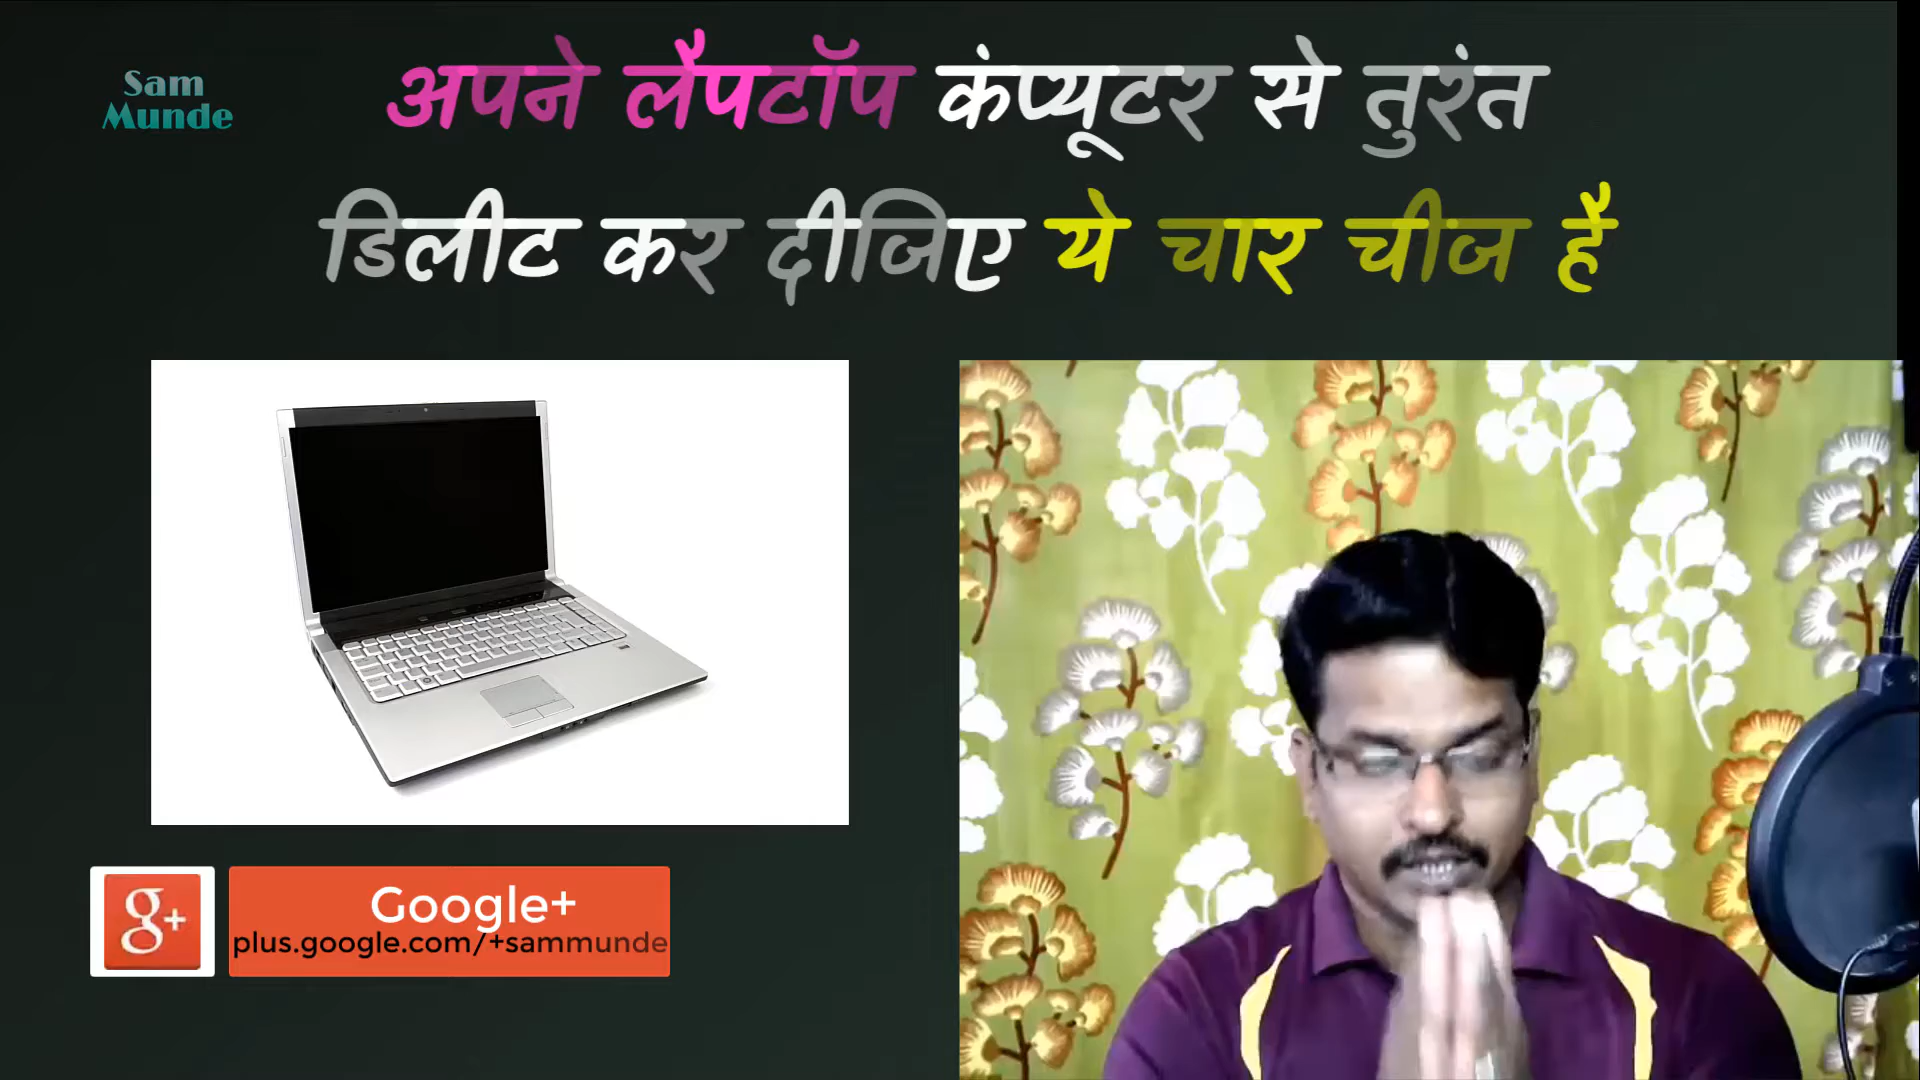 Sam
Munde
अपने लैपटॉप कंप्यूटर से तुरंत
डिलीट कर दीजिए ये चार चीज है
g+
Google+
plus.google.com/+sammunde